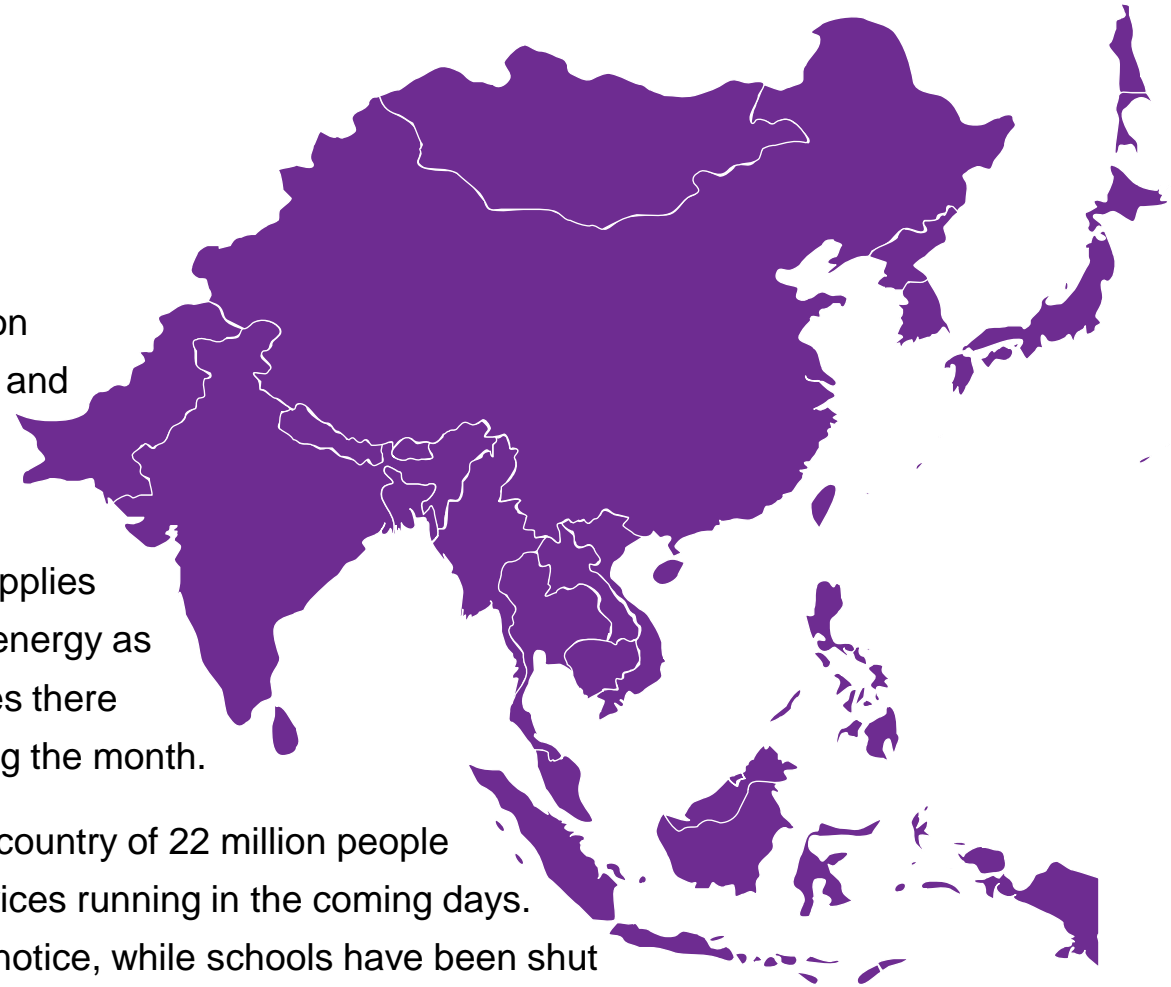 on
and
pplies
energy as
es there
g the month.
country of 22 million people
ices running in the coming days.
notice, while schools have been shut